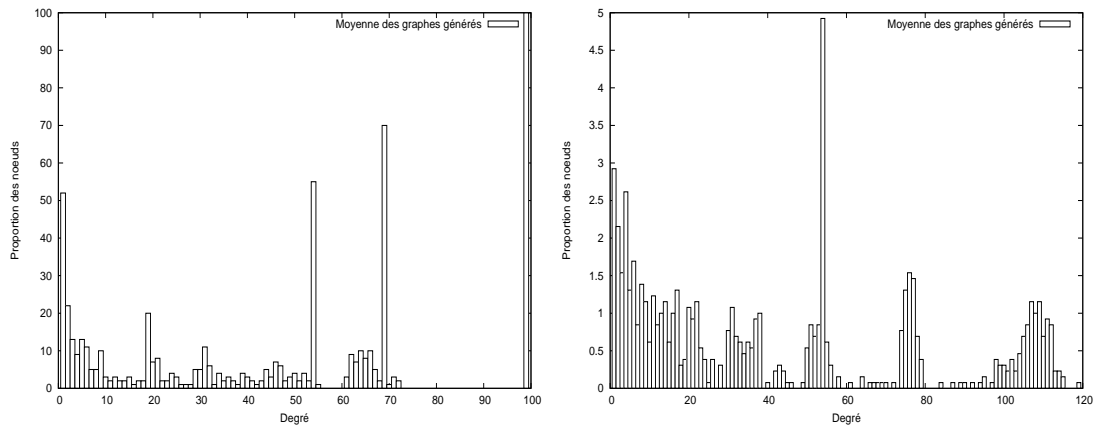 Moyenne des graphes générés
Proportion des noeuds
100
90
80
70
60
50
40
30
20
10
0
0 10 20 30 40 50 60 70 80 90 100
Degré
Moyenne des graphes générés
Proportion des noeuds
5
4.5
4
3.5
3
2.5
2
1.5
1
0.5
0
0 20 40 60 80 100 120
Degré